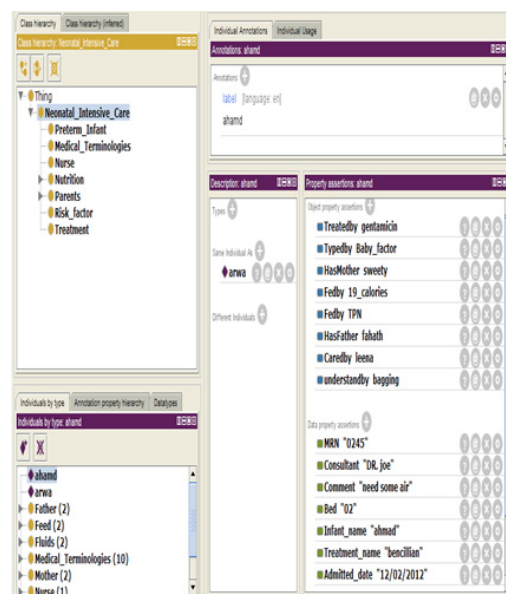 Class hierarchy
Class hierarchy (inferred)
Class hierarchy: Neonatal_Intensive_Care
Thing
Neonatal_Intensive_Care
Preterm_Infant
Medical_Terminologies
Nurse
Nutrition
Parents
Risk_factor
Treatment
Individuals by type
Annotation property hierarchy
Datatypes
Individuals by type: ahamd
ahamd
arwa
Father (2)
Feed (2)
Fluids (2)
Medical_Terminologies (10)
Mother (2)
Nurse (1)
Individual Annotations
Individual Usage
Annotations: ahamd
Annotations
label [language: en]
ahamd
Description: ahamd
Types
Same Individual As
arwa
Different Individuals
Property assertions: ahamd
Object property assertions
Treatedby gentamicin
Typedby Baby_factor
HasMother sweety
Fedby 19_calories
Fedby TPN
HasFather fahath
Caredby leena
understandby bagging
Data property assertions
MRN "0245"
Consultant "DR. joe"
Comment "need some air"
Bed "02"
Infant_name "ahmad"
Treatment_name "bencillian"
Admitted_date "12/02/2012"